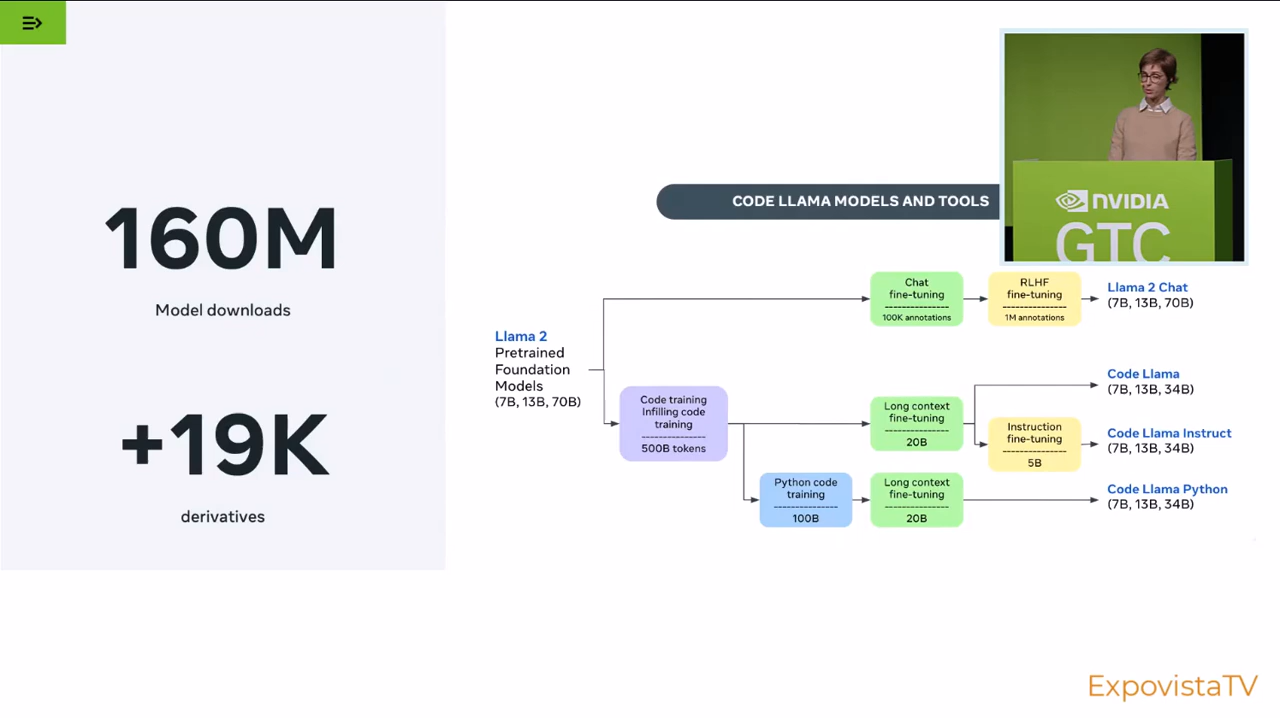 160M
Model downloads
+19K
derivatives
CODE LLAMA MODELS AND TOOLS
NVIDIA
GTC
Llama 2
Pretrained
Foundation
Models
(7B, 13B, 70B)
Chat
fine-tuning
100K annotations
RLHF
fine-tuning
1M annotations
Llama 2 Chat
(7B, 13B, 70B)
Code training
Infilling code
training
500B tokens
Long context
fine-tuning
20B
Code Llama
(7B, 13B, 34B)
Instruction
fine-tuning
5B
Code Llama Instruct
(7B, 13B, 34B)
Python code
training
100B
Long context
fine-tuning
20B
Code Llama Python
(7B, 13B, 34B)
ExpovistaTV